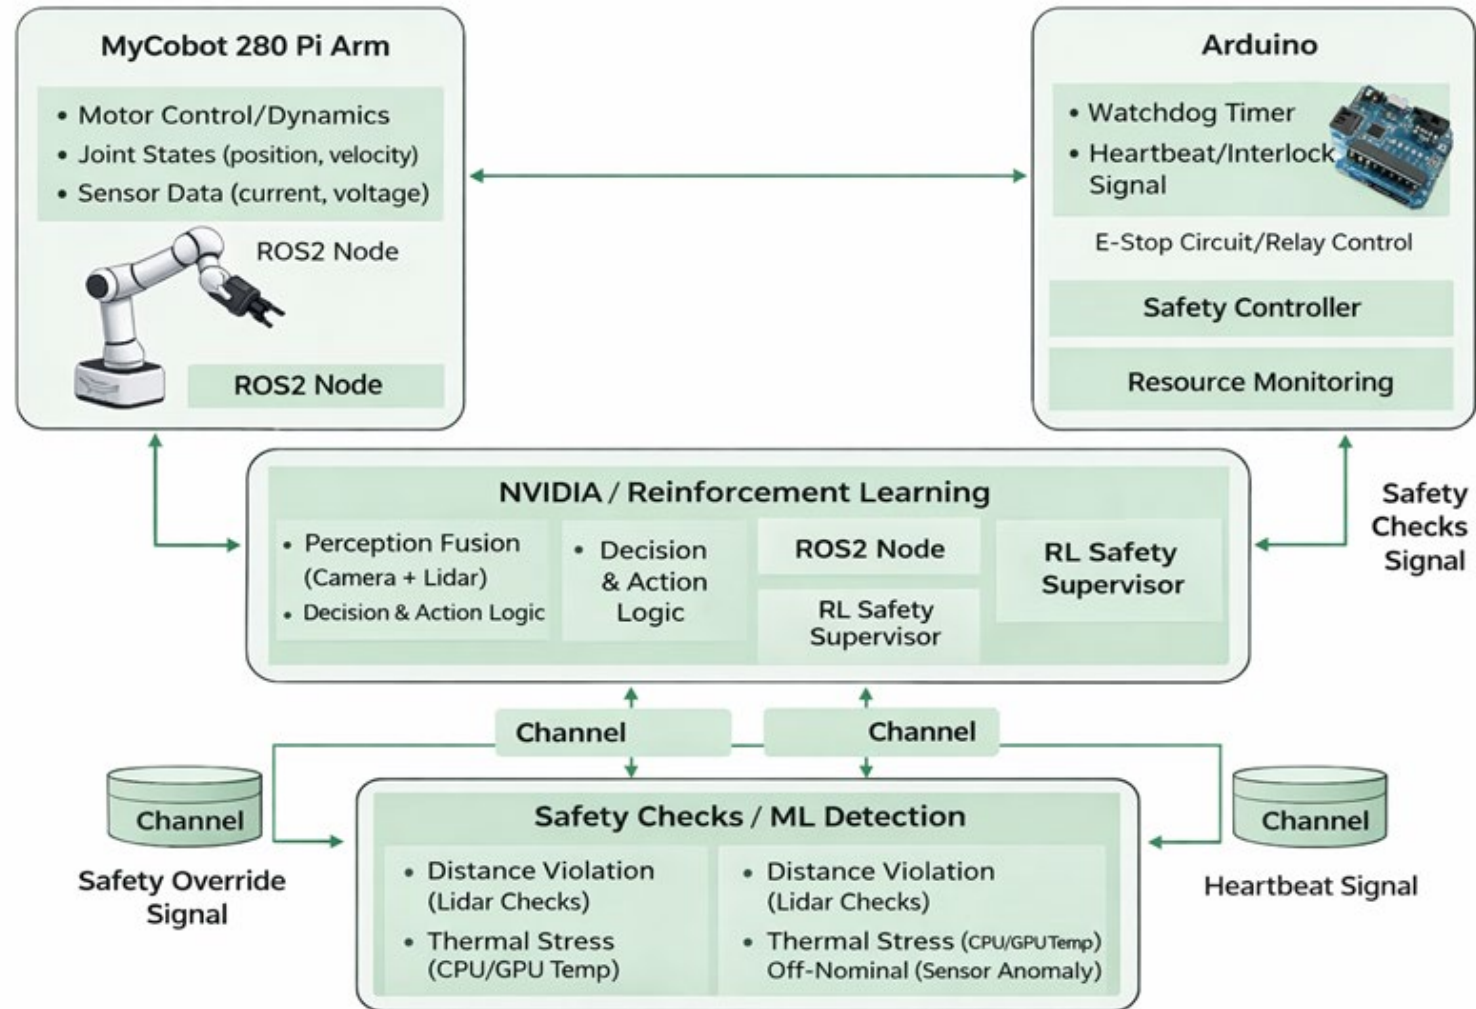 MyCobot 280 Pi Arm
• Motor Control/Dynamics
• Joint States (position, velocity)
• Sensor Data (current, voltage)
ROS2 Node
ROS2 Node
Arduino
• Watchdog Timer
• Heartbeat/Interlock
Signal
E-Stop Circuit/Relay Control
Safety Controller
Resource Monitoring
Safety
Checks
Signal
NVIDIA / Reinforcement Learning
• Perception Fusion
(Camera + Lidar)
• Decision & Action Logic
• Decision
& Action
Logic
ROS2 Node
RL Safety
Supervisor
RL Safety
Supervisor
Channel
Channel
Channel
Safety Override
Signal
Channel
Heartbeat Signal
Safety Checks / ML Detection
• Distance Violation
(Lidar Checks)
• Thermal Stress
(CPU/GPU Temp)
• Distance Violation
(Lidar Checks)
• Thermal Stress (CPU/GPU Temp)
Off-Nominal (Sensor Anomaly)